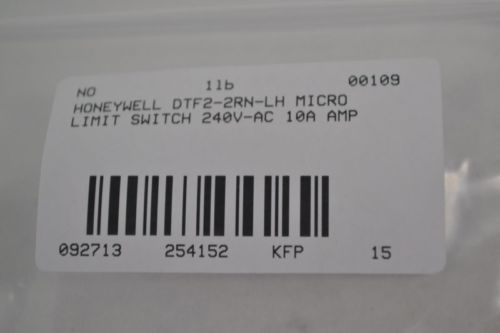 NO 1lb 00109
HONEYWELL DTF2-2RN-LH MICRO
LIMIT SWITCH 240V-AC 10A AMP
092713 254152 KFP 15